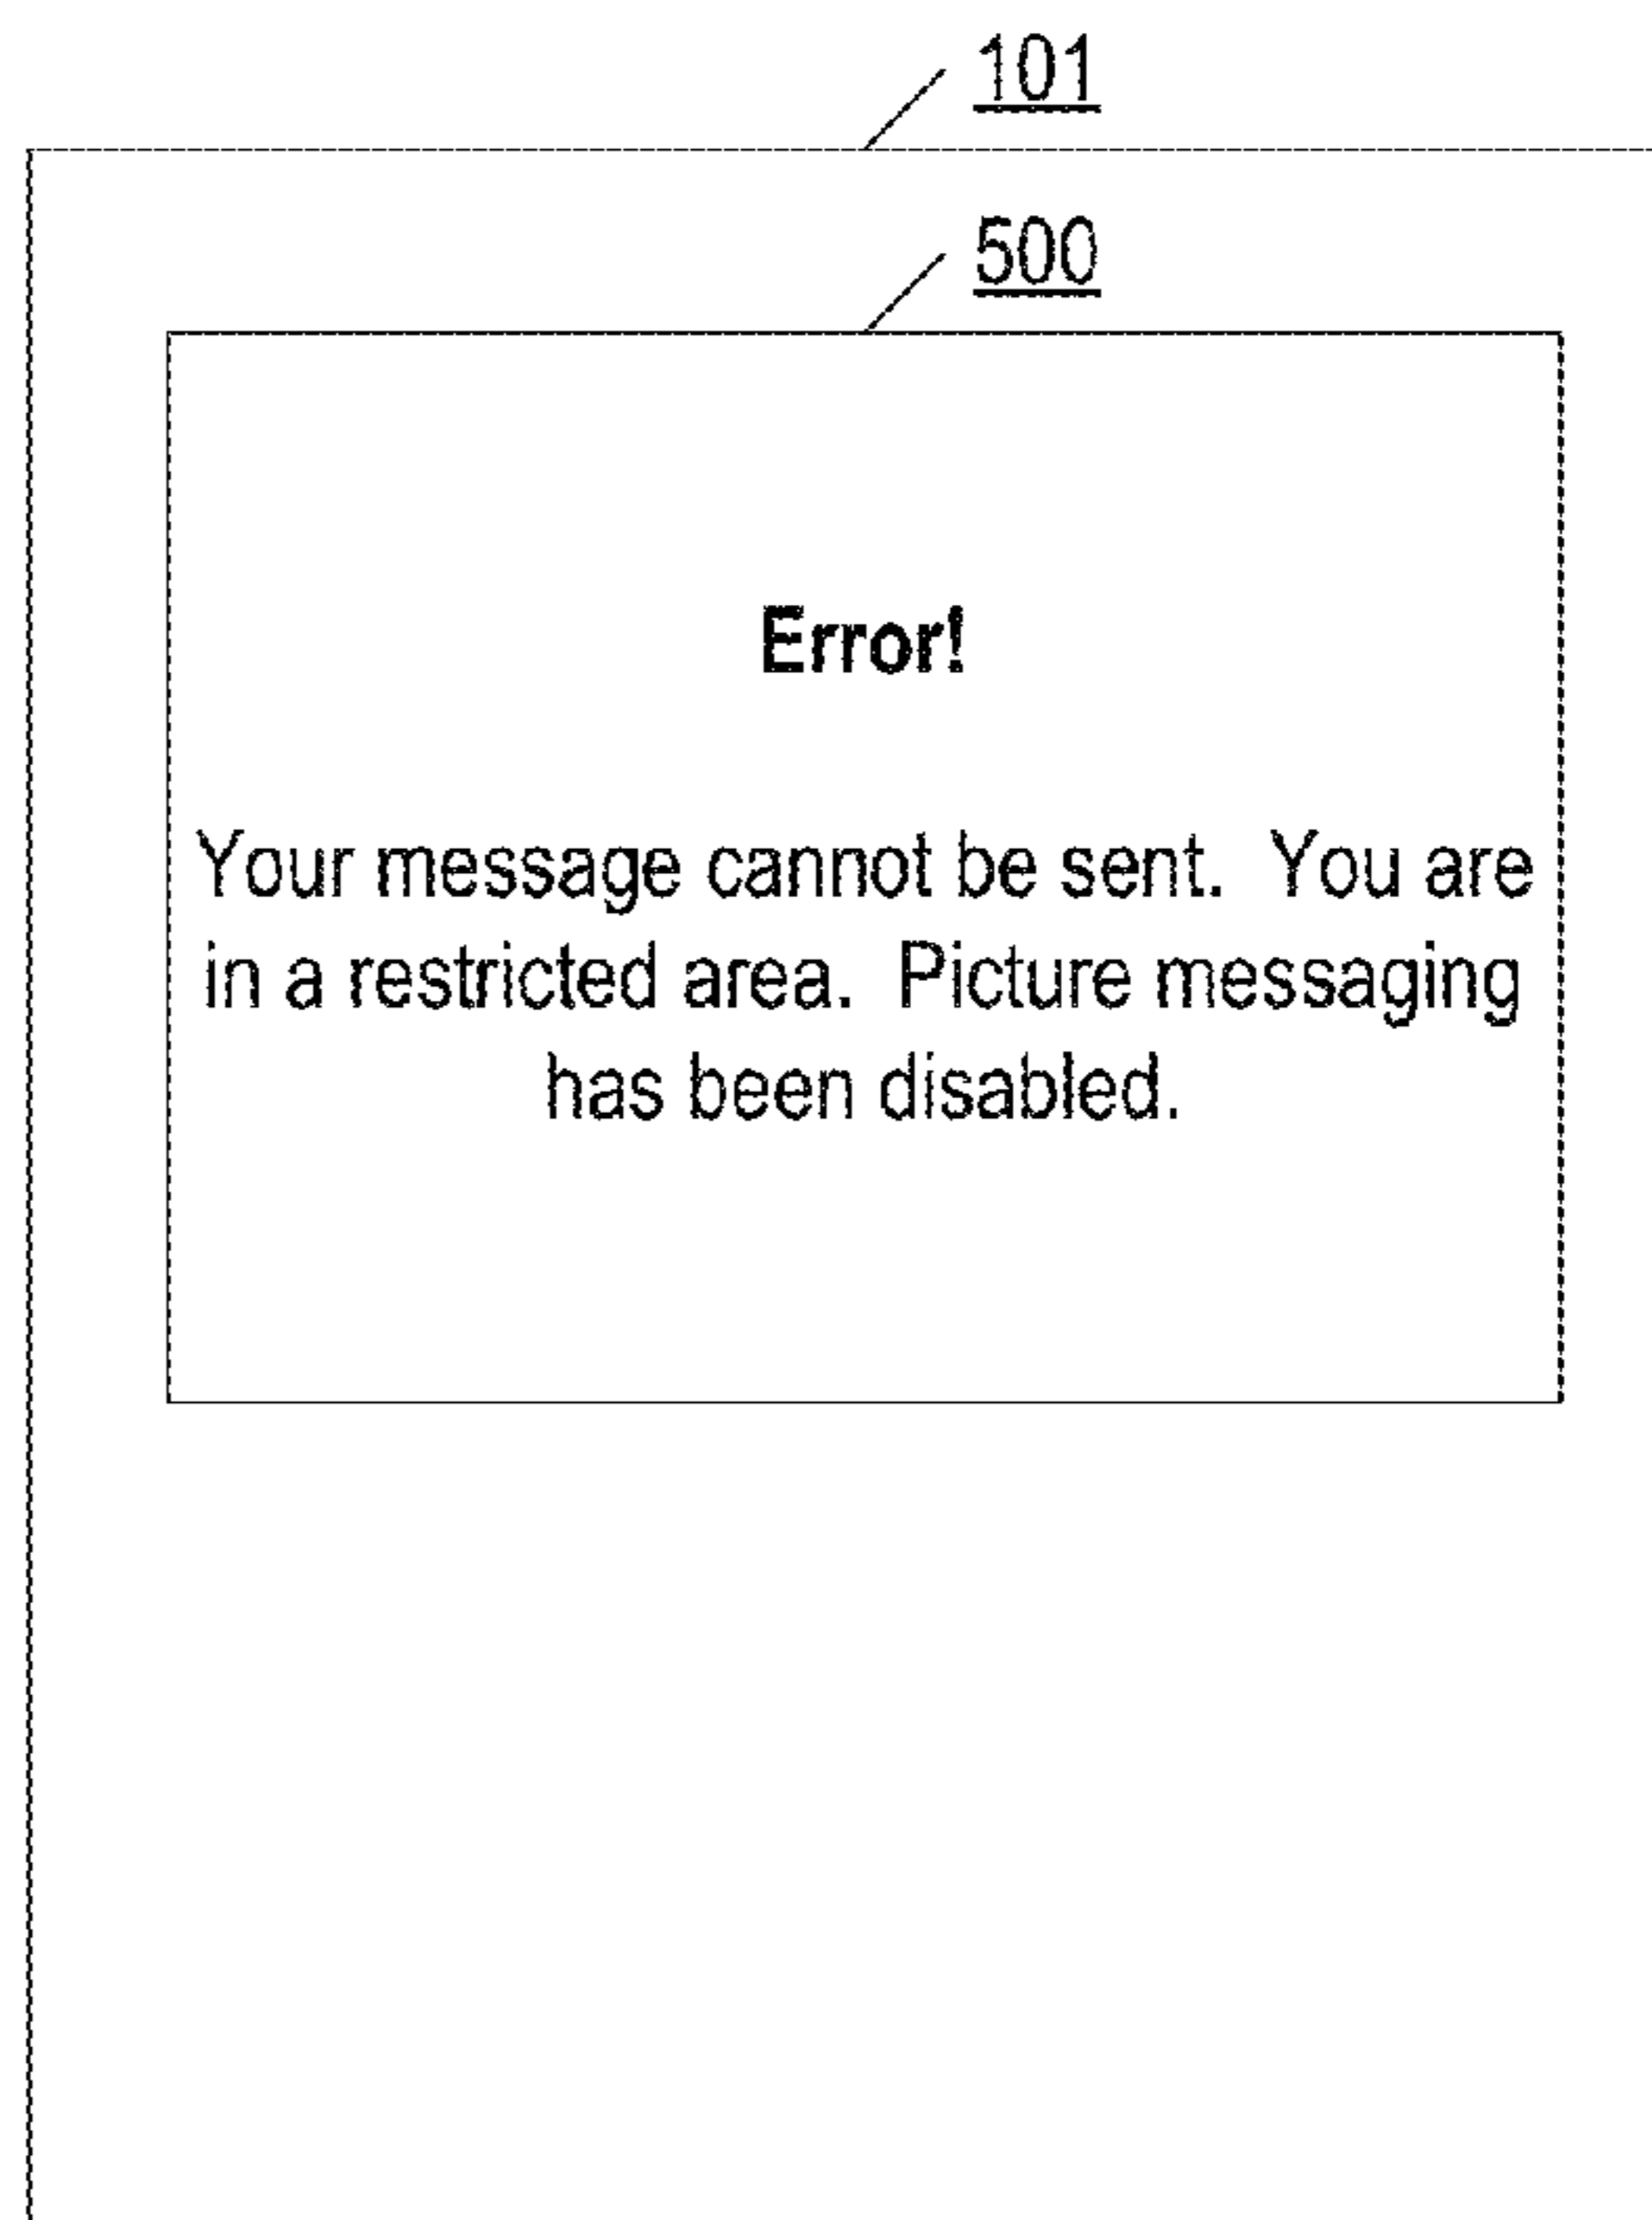 101
500
Error!
Your message cannot be sent.  You are
in a restricted area.  Picture messaging
has been disabled.